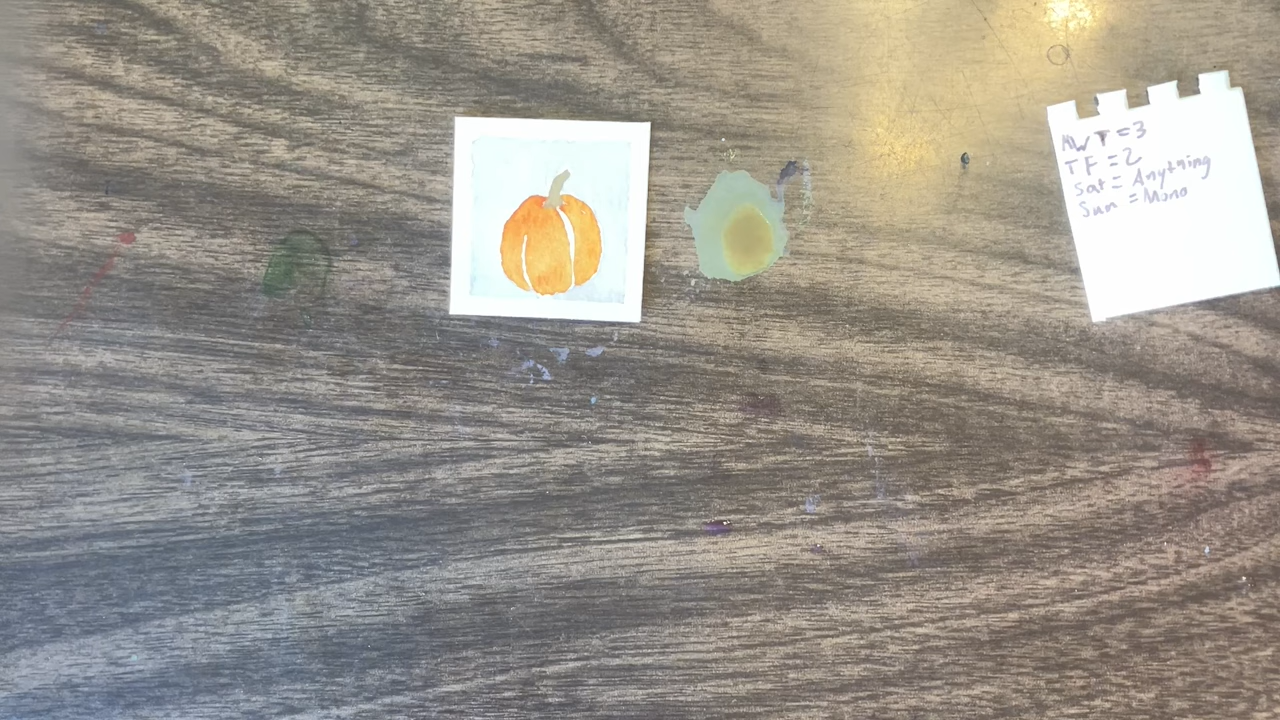 MWT = 3
TF = 2
Sat = Anything
Sun = Mono